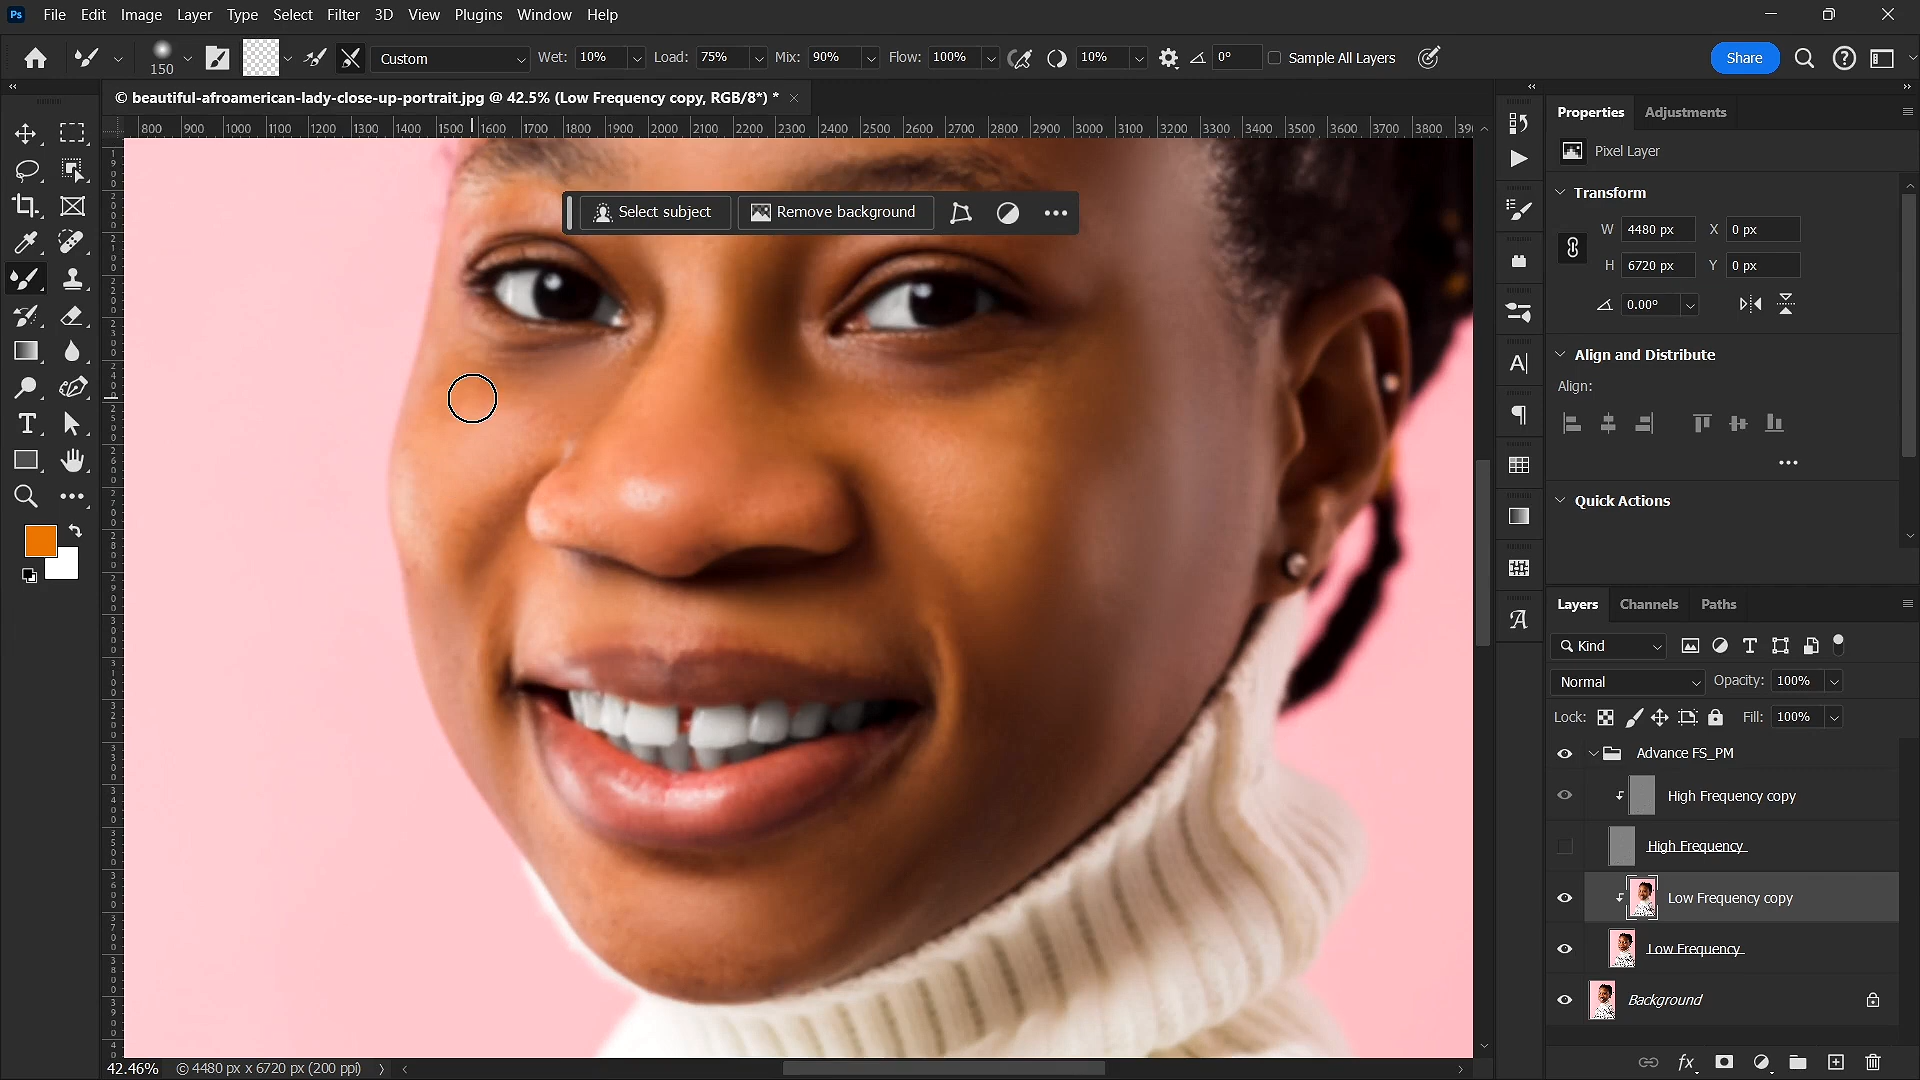 Ps File Edit Image Layer Type Select Filter 3D View Plugins Window Help
150 Custom Wet: 10% Load: 75% Mix: 90% Flow: 100% 10% 0° Sample All Layers Share
© beautiful-afroamerican-lady-close-up-portrait.jpg @ 42.5% (Low Frequency copy, RGB/8*) *
800 900 1000 1100 1200 1300 1400 1500 1600 1700 1800 1900 2000 2100 2200 2300 2400 2500 2600 2700 2800 2900 3000 3100 3200 3300 3400 3500 3600 3700 3800
Select subject Remove background
Properties Adjustments
Pixel Layer
Transform
W 4480 px X 0 px
H 6720 px Y 0 px
0.00°
Align and Distribute
Align:
Quick Actions
Layers Channels Paths
Kind
Normal Opacity: 100%
Lock: Fill: 100%
Advance FS_PM
High Frequency copy
High Frequency
Low Frequency copy
Low Frequency
Background
fx
42.46% © 4480 px x 6720 px (200 ppi)